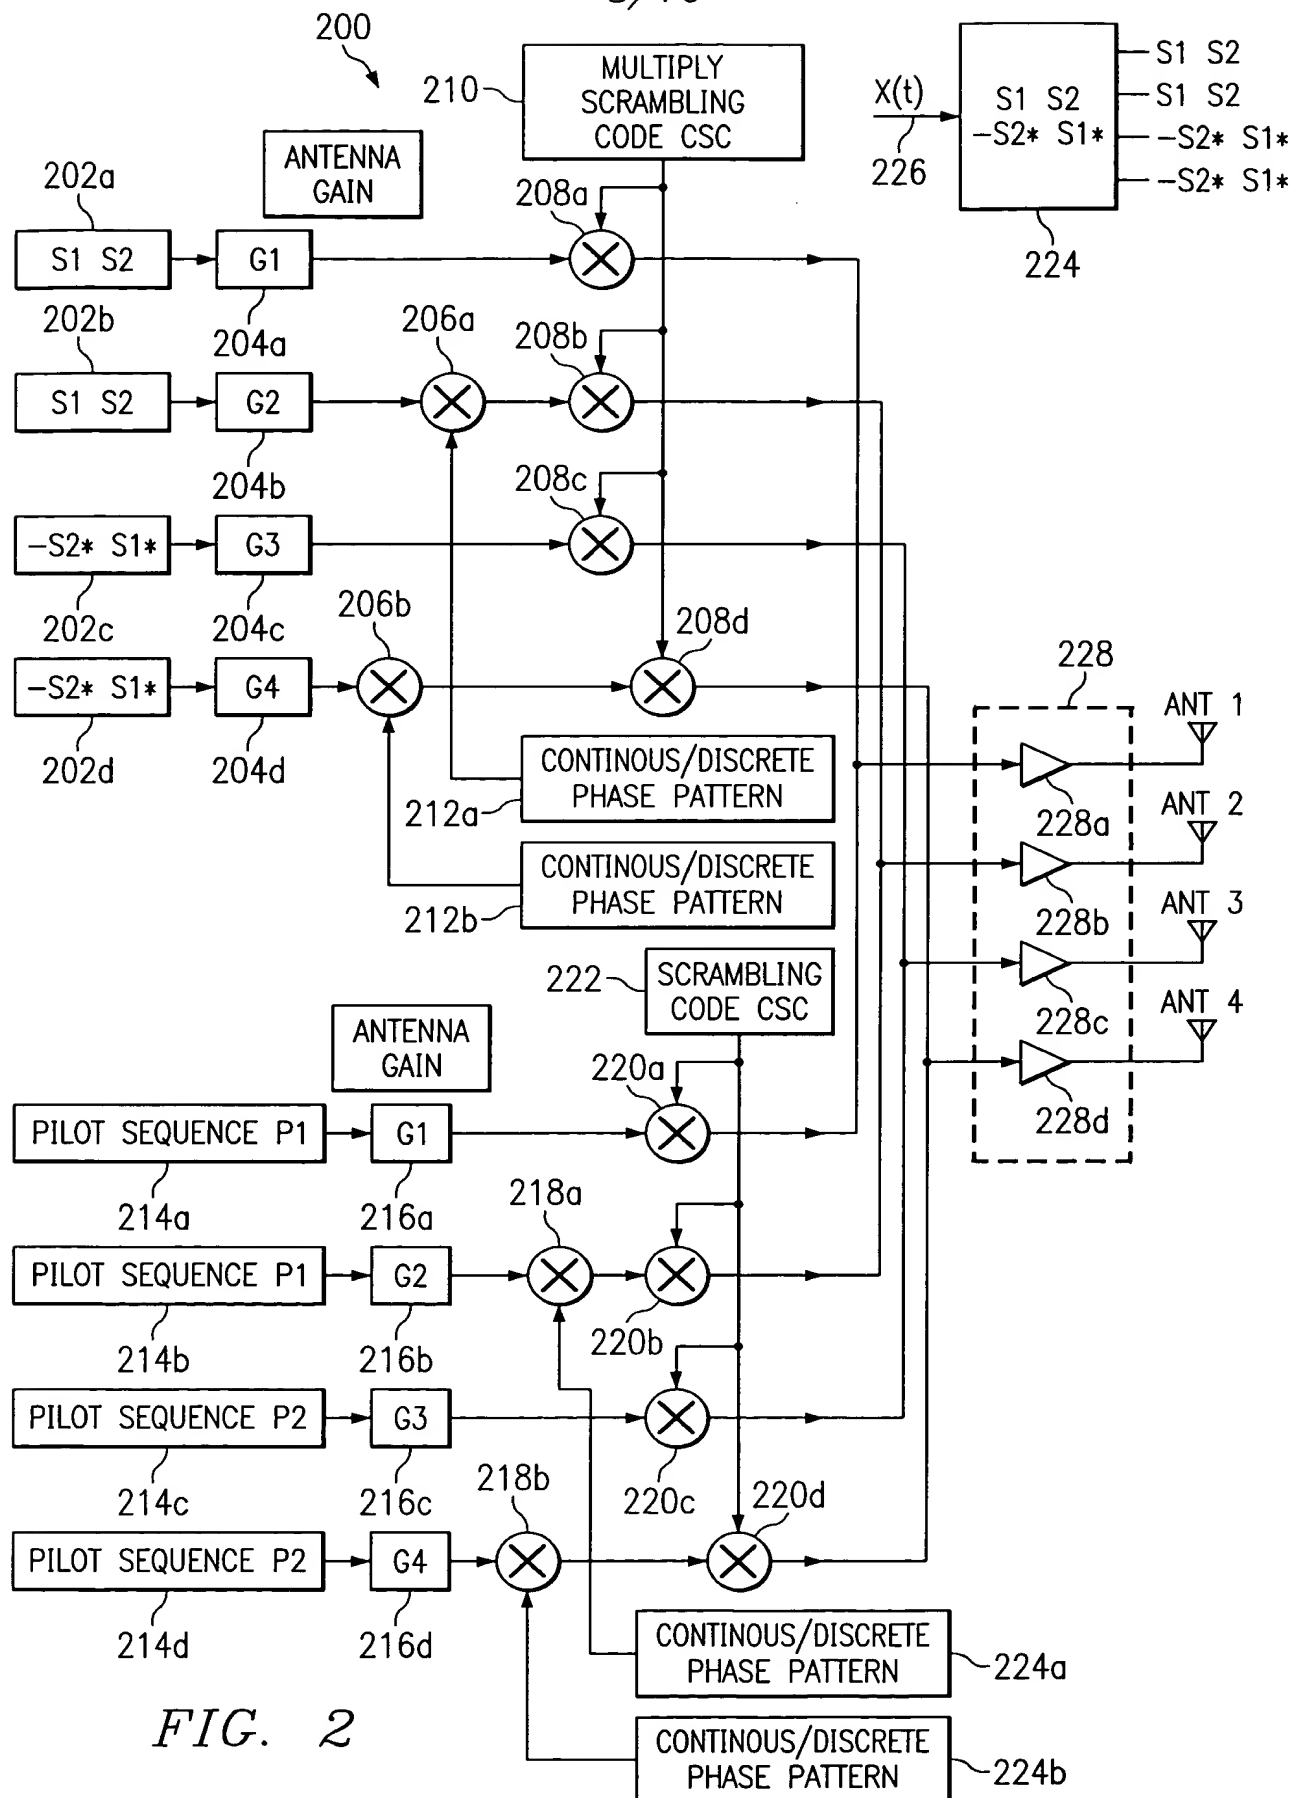 200
MULTIPLY
SCRAMBLING
CODE CSC
210
X(t)
226
S1 S2
-S2* S1*
S1 S2
S1 S2
-S2* S1*
-S2* S1*
224
ANTENNA
GAIN
202a
S1 S2
G1
204a
208a
202b
S1 S2
G2
204b
206a
208b
-S2* S1*
202c
G3
204c
208c
-S2* S1*
202d
G4
204d
206b
208d
CONTINOUS/DISCRETE
PHASE PATTERN
212a
CONTINOUS/DISCRETE
PHASE PATTERN
212b
228
ANT 1
228a
ANT 2
228b
ANT 3
228c
ANT 4
228d
222
SCRAMBLING
CODE CSC
ANTENNA
GAIN
PILOT SEQUENCE P1
214a
G1
216a
220a
PILOT SEQUENCE P1
214b
G2
216b
218a
220b
PILOT SEQUENCE P2
214c
G3
216c
220c
PILOT SEQUENCE P2
214d
G4
216d
218b
220d
CONTINOUS/DISCRETE
PHASE PATTERN
224a
CONTINOUS/DISCRETE
PHASE PATTERN
224b
FIG. 2